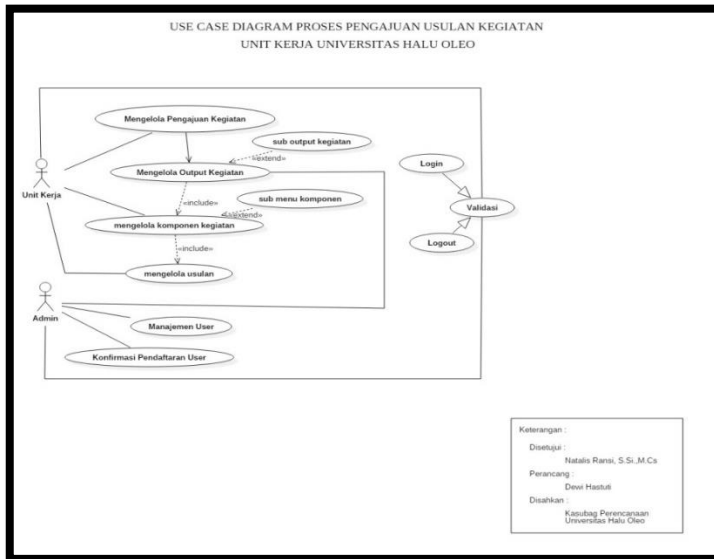 USE CASE DIAGRAM PROSES PENGAJUAN USULAN KEGIATAN
UNIT KERJA UNIVERSITAS HALU OLEO
Mengelola Pengajuan Kegiatan
sub output kegiatan
«extend»
Login
Mengelola Output Kegiatan
Unit Kerja
sub menu komponen
«include»
Validasi
«extend»
mengelola komponen kegiatan
Logout
«include»
mengelola usulan
Admin
Manajemen User
Konfirmasi Pendaftaran User
Keterangan :
Disetujui :
Natalis Ransi, S.Si.,M.Cs
Perancang :
Dewi Hastuti
Disahkan :
Kasubag Perencanaan
Universitas Halu Oleo